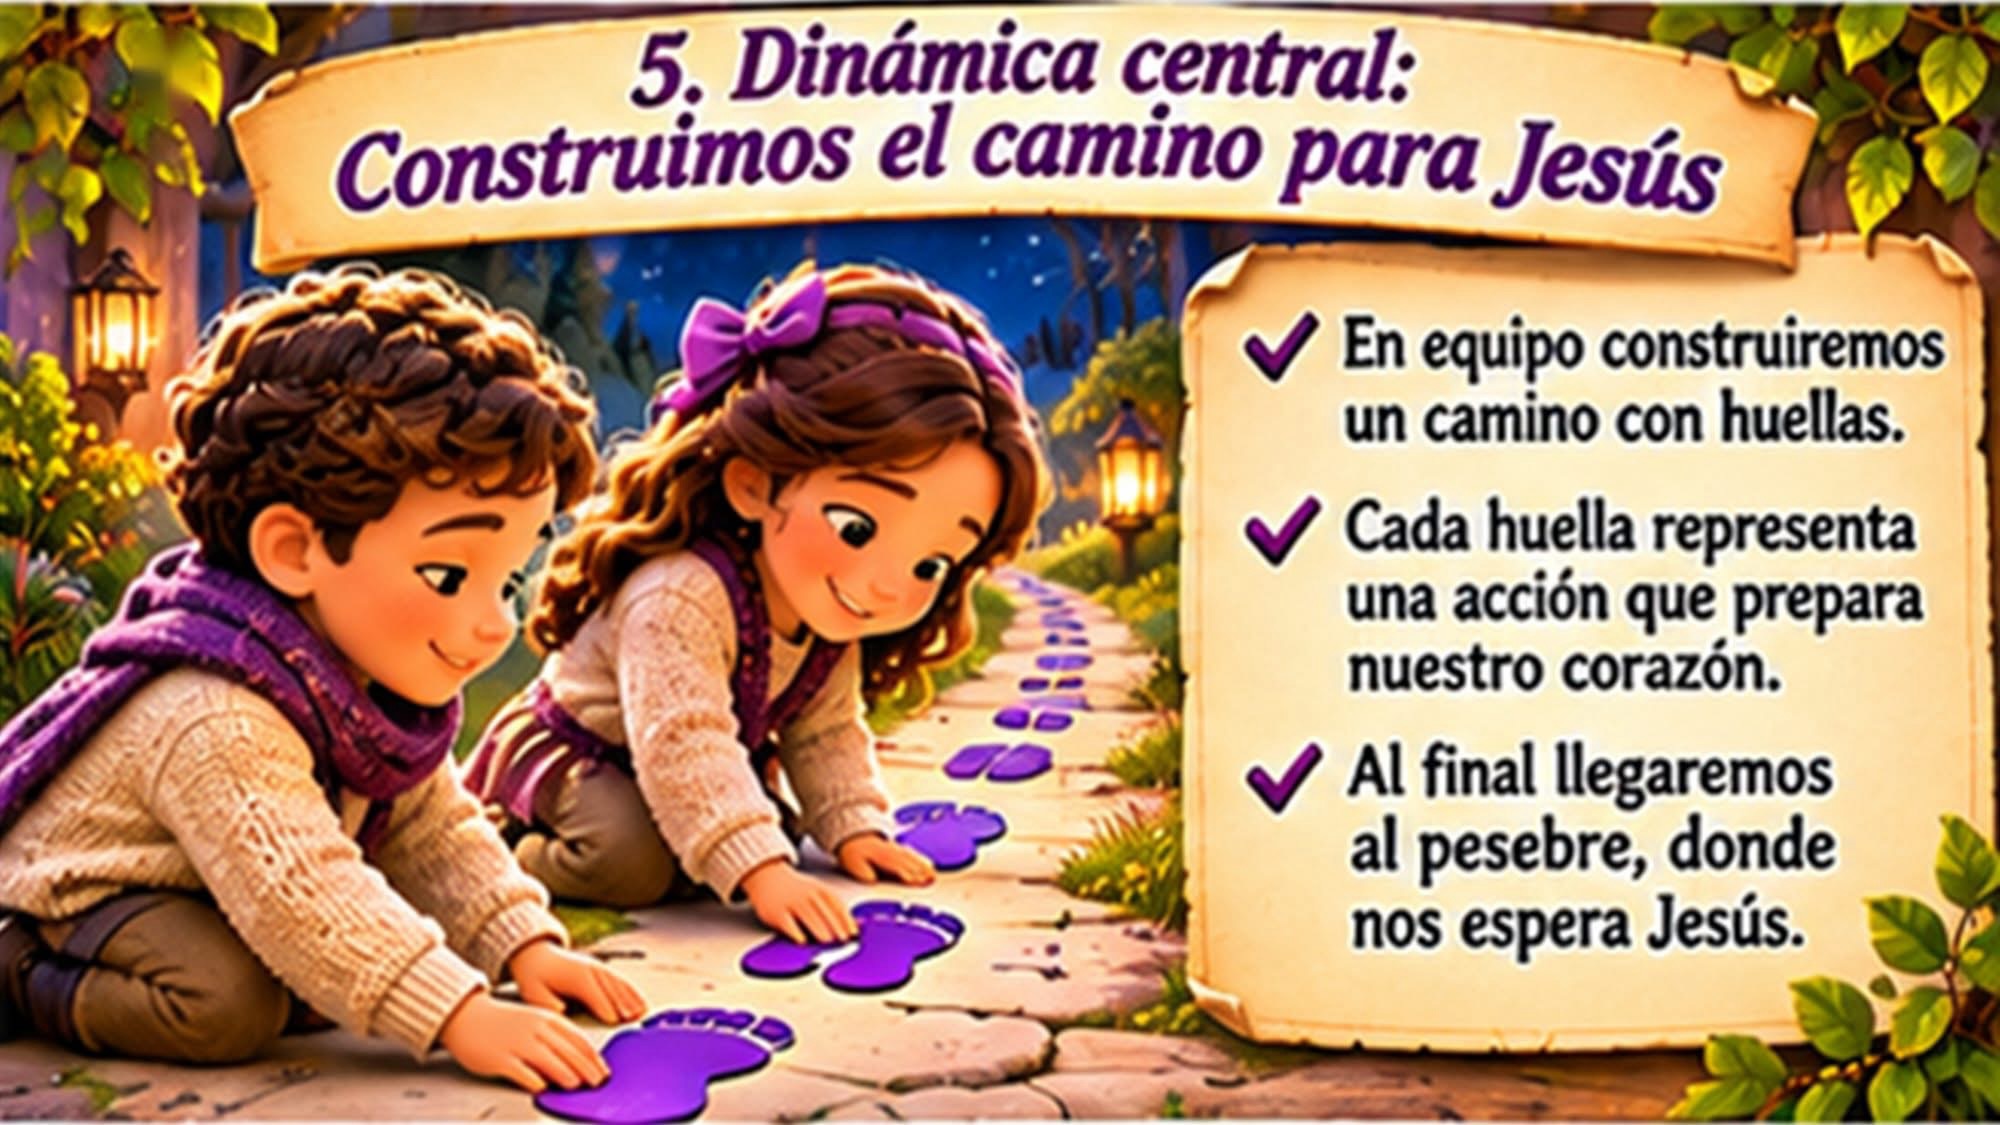 5. Dinámica central:
Construimos el camino para Jesús
En equipo construiremos
un camino con huellas.
Cada huella representa
una acción que prepara
nuestro corazón.
Al final llegaremos
al pesebre, donde
nos espera Jesús.